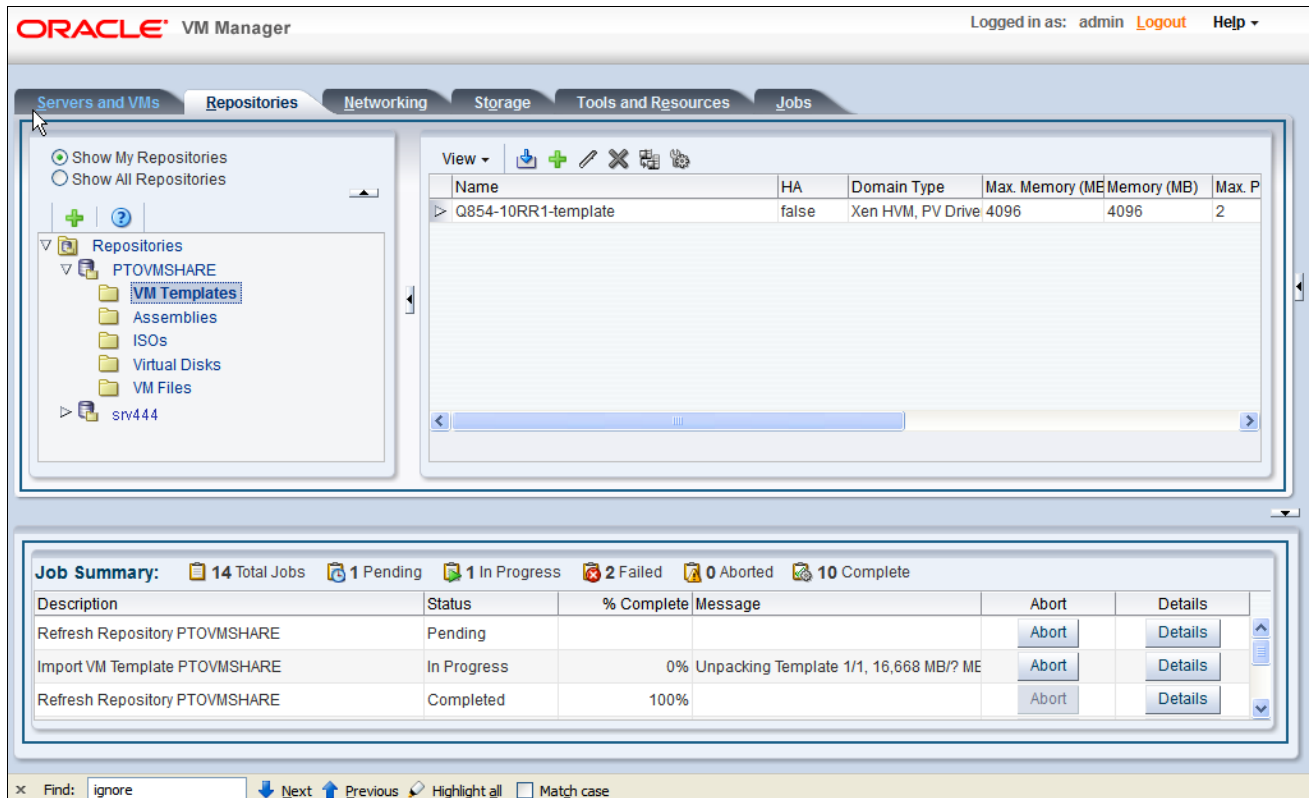 ORACLE VM Manager Logged in as: admin Logout Help
Servers and VMs Repositories Networking Storage Tools and Resources Jobs
Show My Repositories
Show All Repositories
Repositories
PTOVMSHARE
VM Templates
Assemblies
ISOs
Virtual Disks
VM Files
srv444
View
Name HA Domain Type Max. Memory (ME Memory (MB) Max. P
Q854-10RR1-template false Xen HVM, PV Drive 4096 4096 2
Job Summary: 14 Total Jobs 1 Pending 1 In Progress 2 Failed 0 Aborted 10 Complete
Description Status % Complete Message Abort Details
Refresh Repository PTOVMSHARE Pending Abort Details
Import VM Template PTOVMSHARE In Progress 0% Unpacking Template 1/1, 16,668 MB/? ME Abort Details
Refresh Repository PTOVMSHARE Completed 100% Abort Details
× Find: ignore Next Previous Highlight all Match case